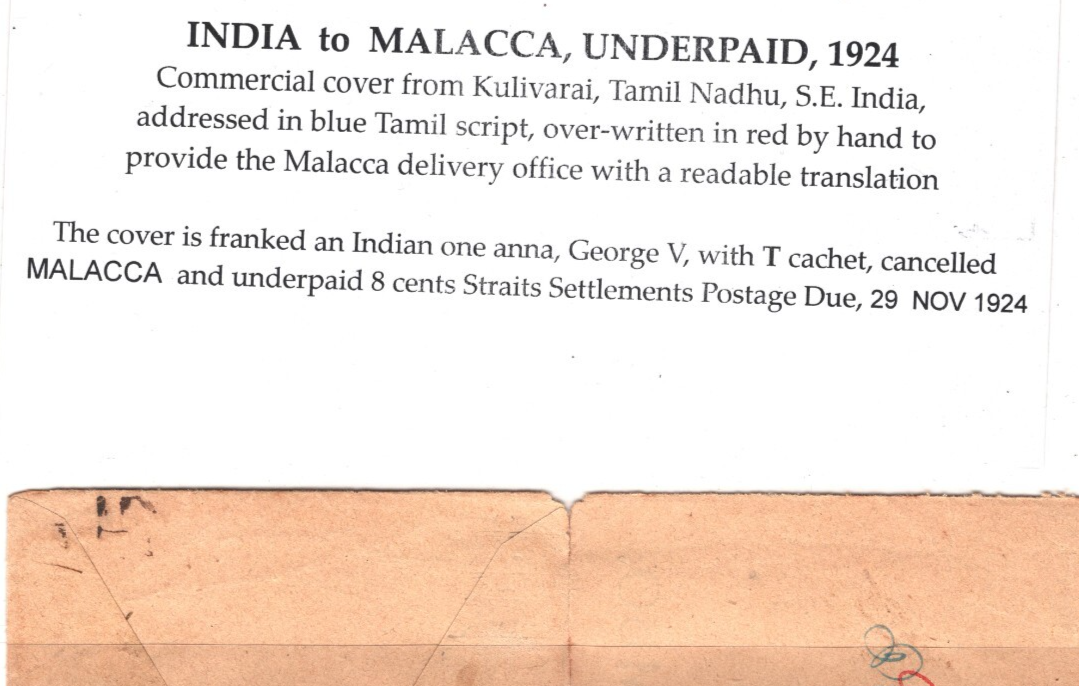 INDIA to MALACCA, UNDERPAID, 1924
Commercial cover from Kulivarai, Tamil Nadhu, S.E. India,
addressed in blue Tamil script, over-written in red by hand to
provide the Malacca delivery office with a readable translation
The cover is franked an Indian one anna, George V, with T cachet, cancelled
MALACCA and underpaid 8 cents Straits Settlements Postage Due, 29 NOV 1924